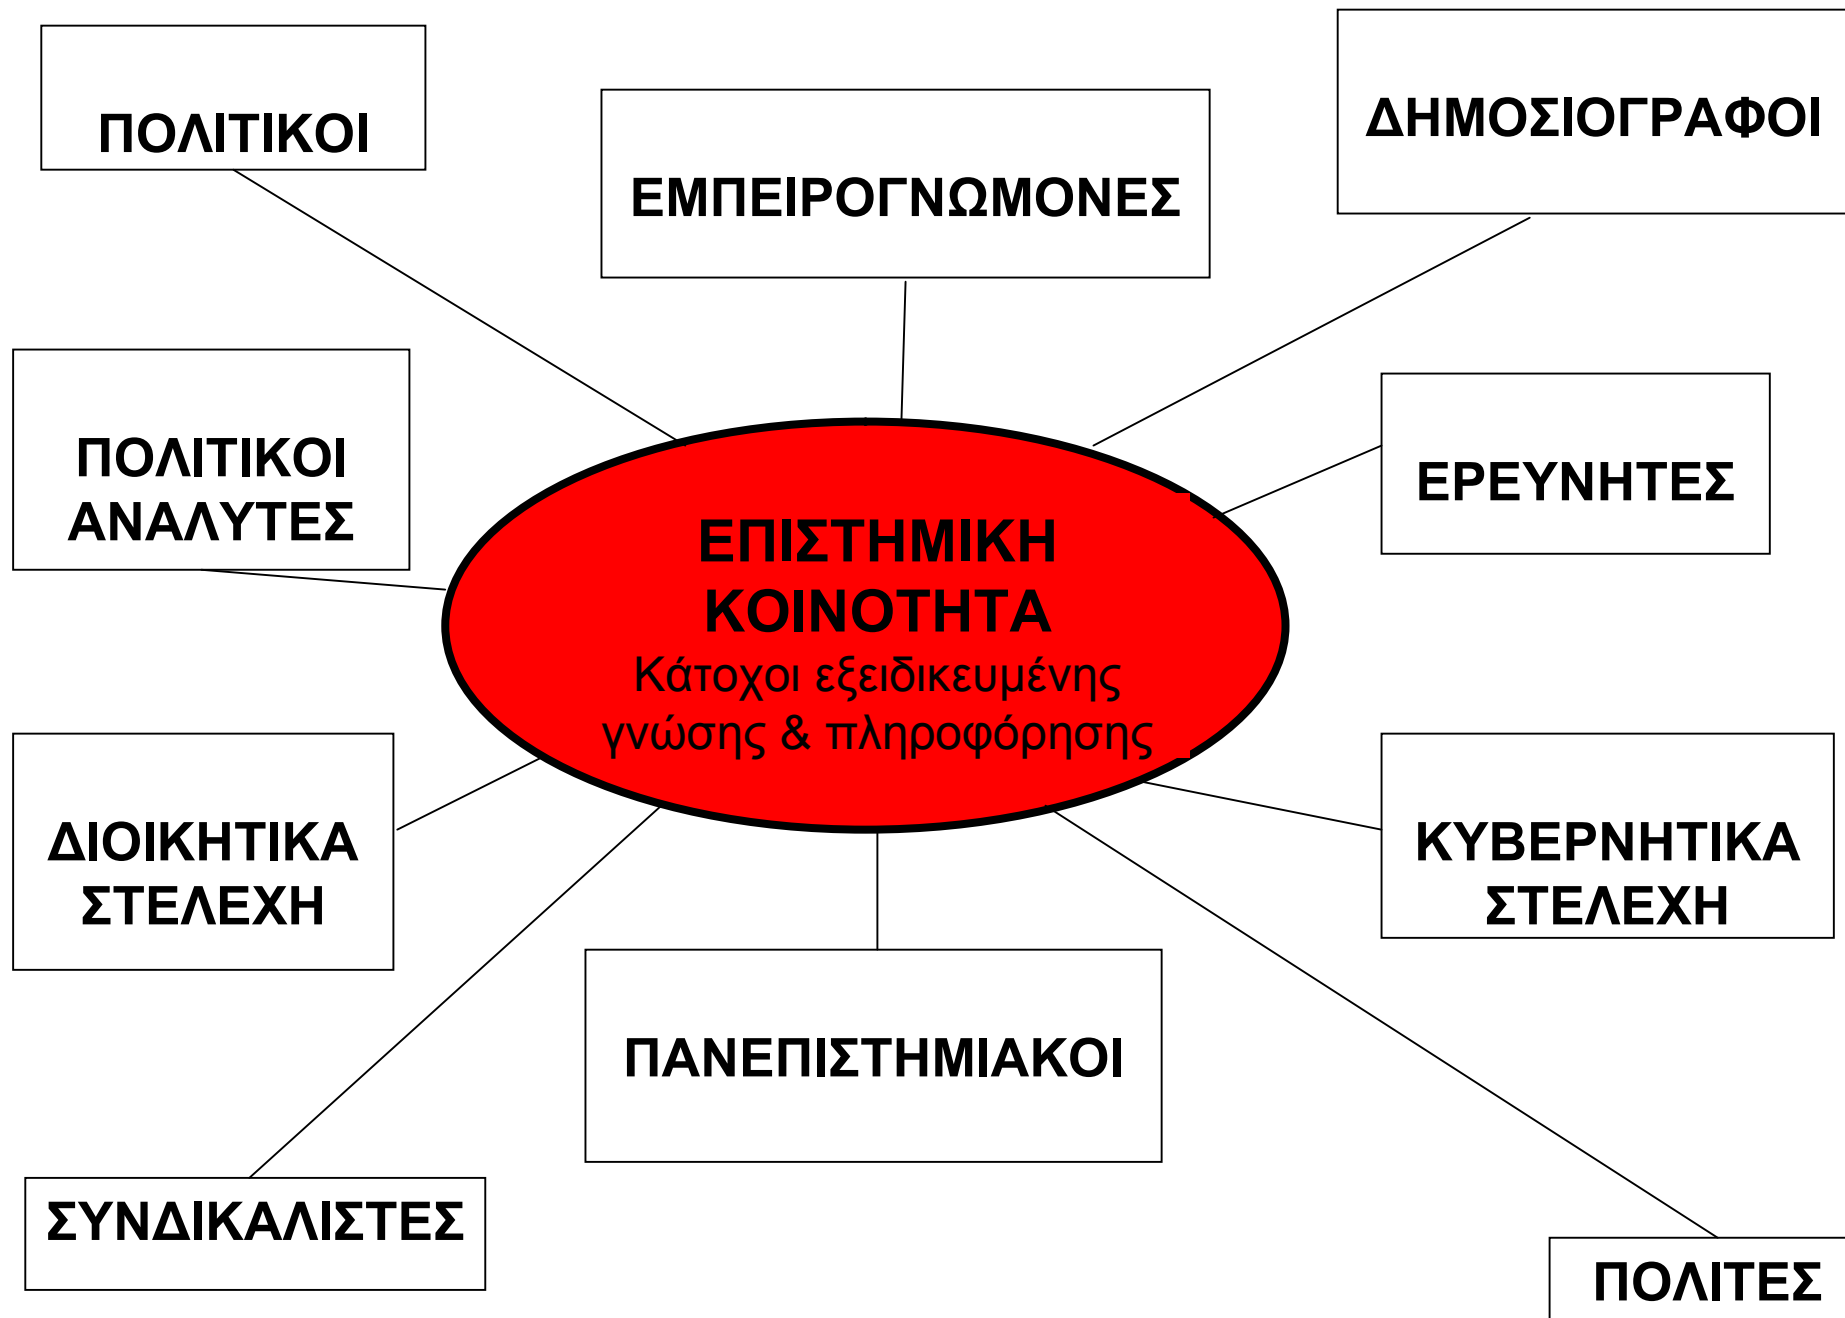 ΠΟΛΙΤΙΚΟΙ
ΕΜΠΕΙΡΟΓΝΩΜΟΝΕΣ
ΔΗΜΟΣΙΟΓΡΑΦΟΙ
ΠΟΛΙΤΙΚΟΙ
ΑΝΑΛΥΤΕΣ
ΕΡΕΥΝΗΤΕΣ
ΕΠΙΣΤΗΜΙΚΗ
ΚΟΙΝΟΤΗΤΑ
Κάτοχοι εξειδικευμένης
γνώσης & πληροφόρησης
ΔΙΟΙΚΗΤΙΚΑ
ΣΤΕΛΕΧΗ
ΚΥΒΕΡΝΗΤΙΚΑ
ΣΤΕΛΕΧΗ
ΠΑΝΕΠΙΣΤΗΜΙΑΚΟΙ
ΣΥΝΔΙΚΑΛΙΣΤΕΣ
ΠΟΛΙΤΕΣ